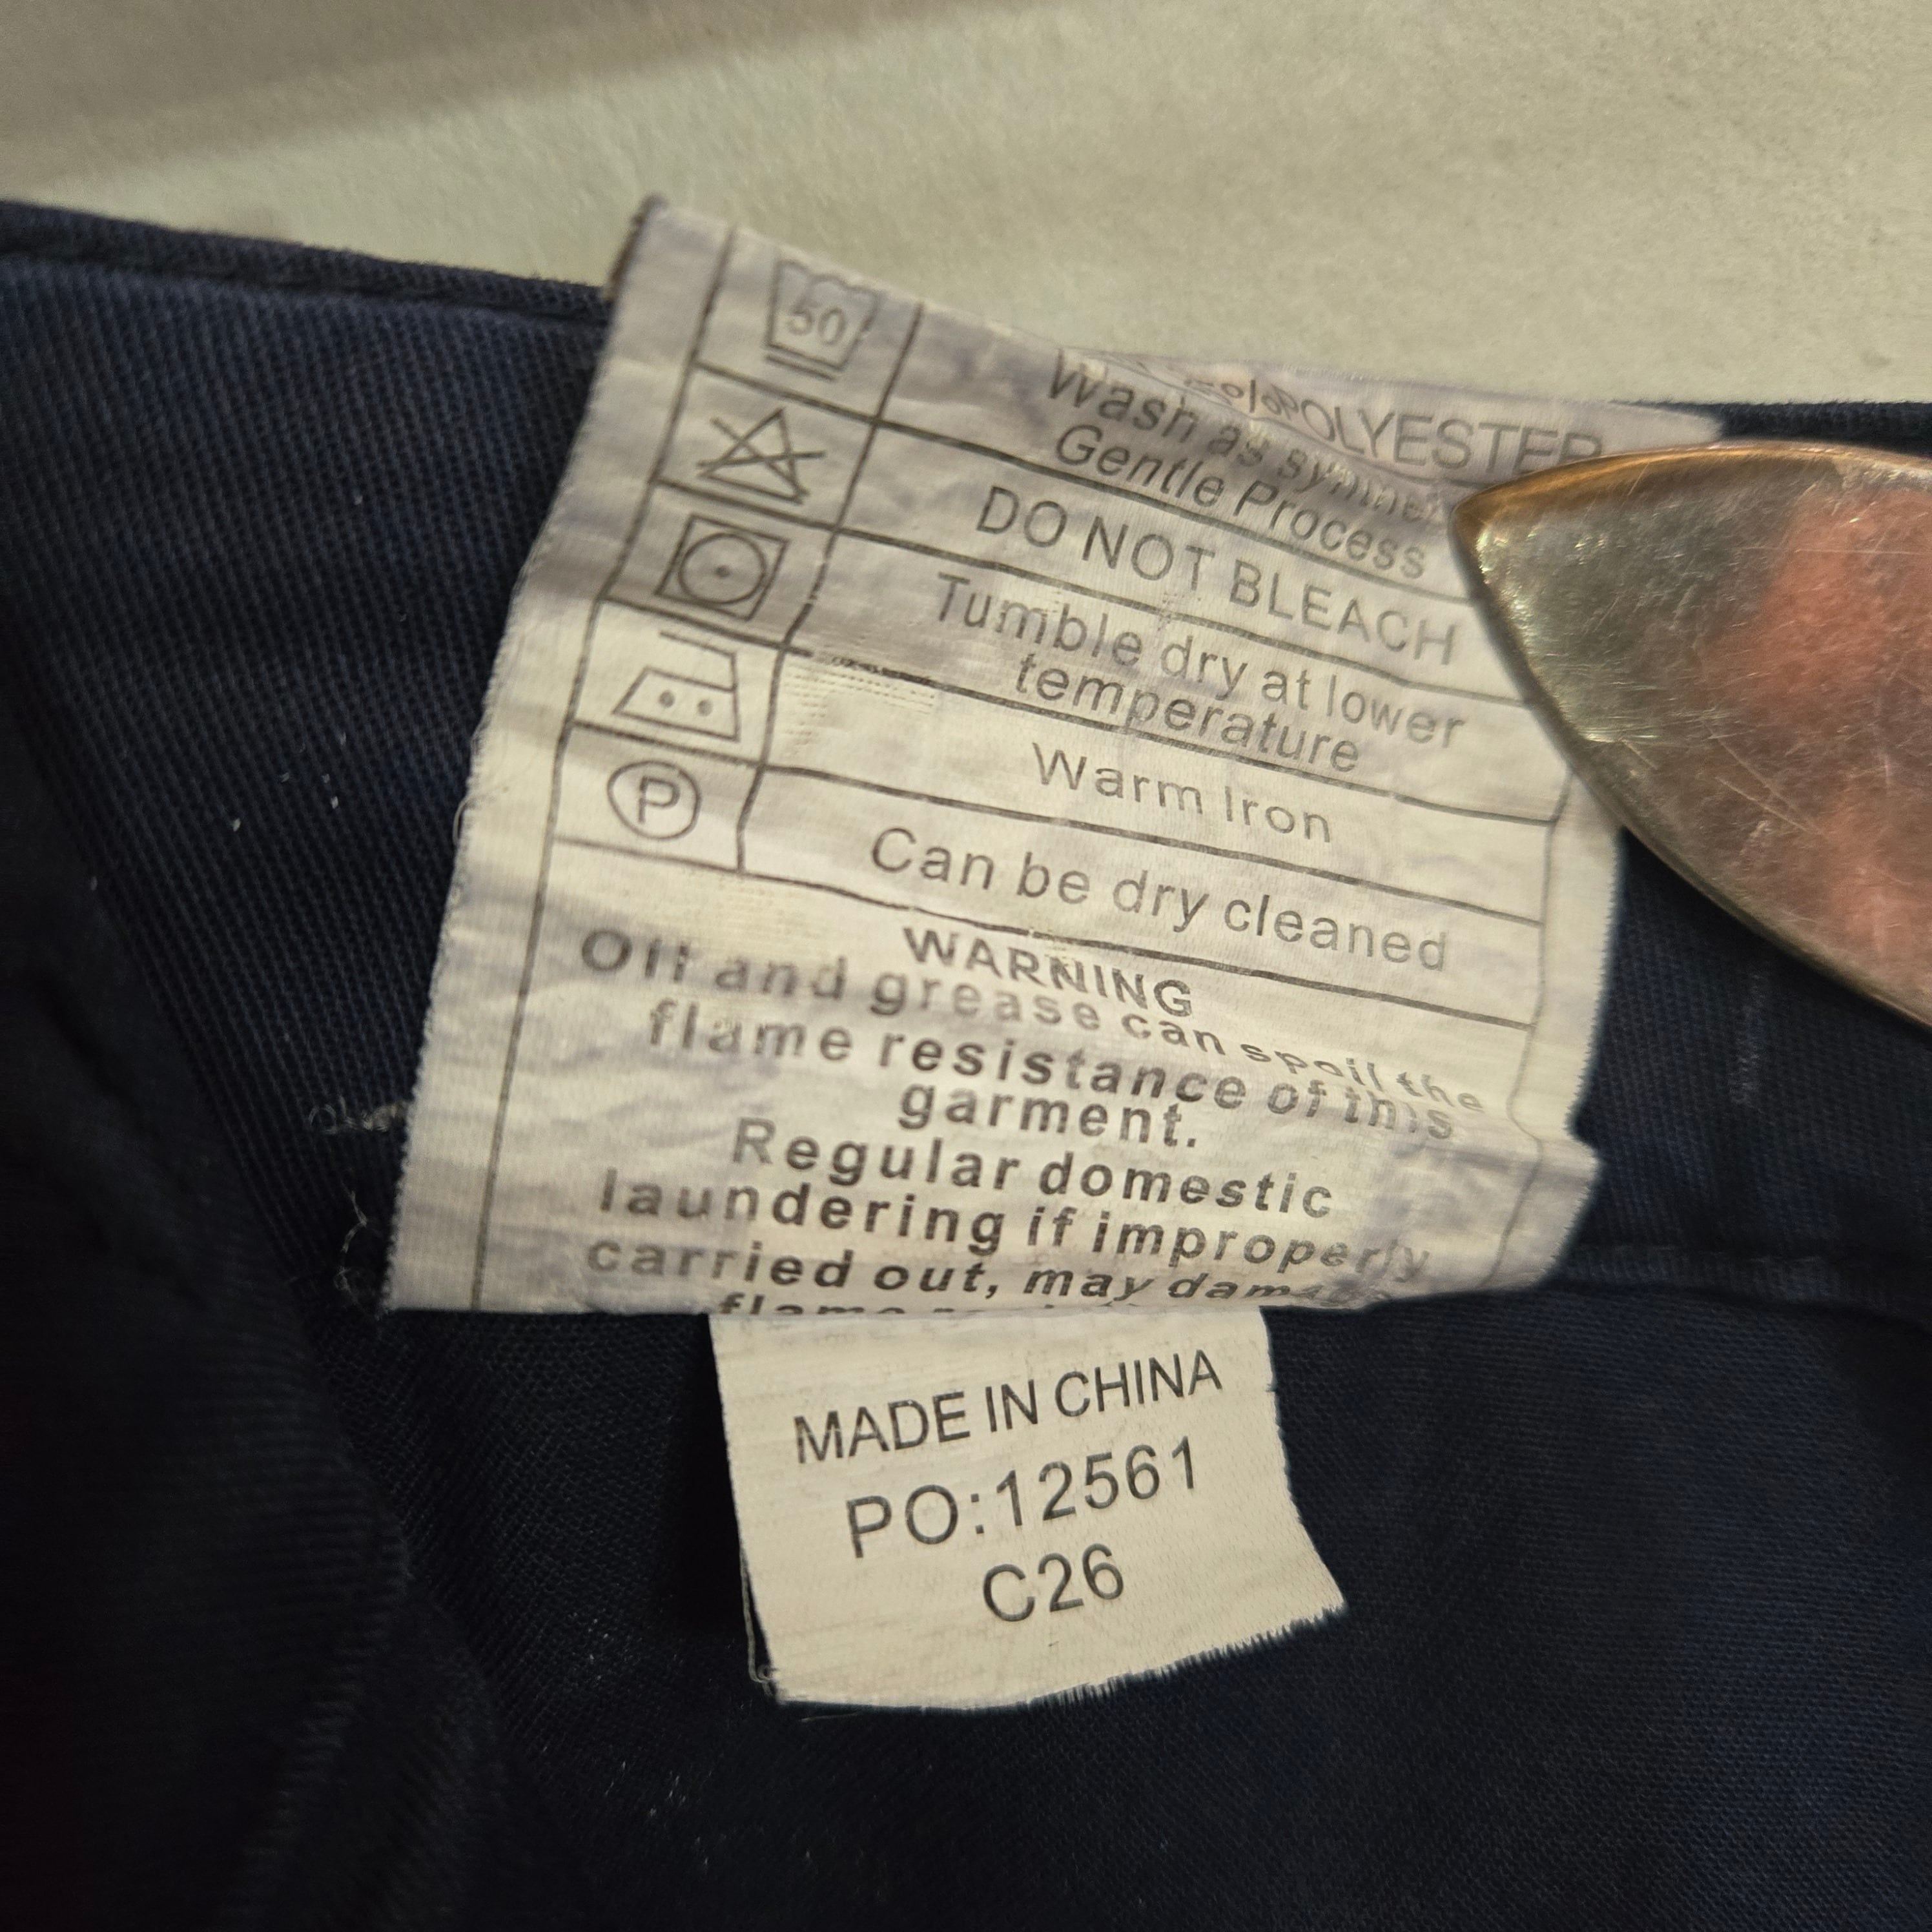 50
POLYESTER
Wash as
Gentle Process
DO NOT BLEACH
Tumble dry at lower
temperature
Warm Iron
P
Can be dry cleaned
WARNING
Oil and grease can spoil the
flame resistance of this
garment.
Regular domestic
laundering if improperly
carried out, may
flame
MADE IN CHINA
PO:12561
C26